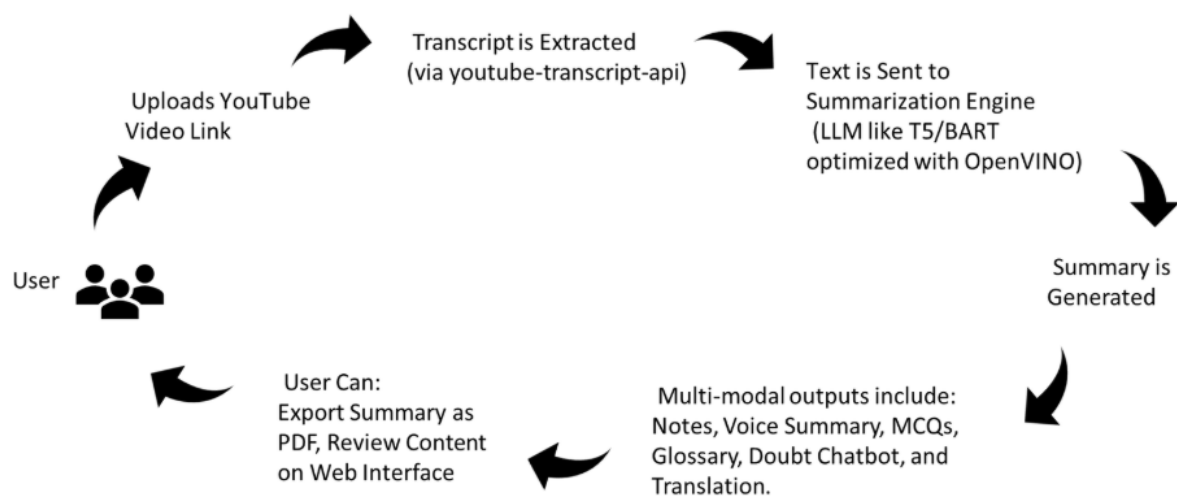 User
Uploads YouTube
Video Link
Transcript is Extracted
(via youtube-transcript-api)
Text is Sent to
Summarization Engine
(LLM like T5/BART
optimized with OpenVINO)
Summary is
Generated
Multi-modal outputs include:
Notes, Voice Summary, MCQs,
Glossary, Doubt Chatbot, and
Translation.
User Can:
Export Summary as
PDF, Review Content
on Web Interface